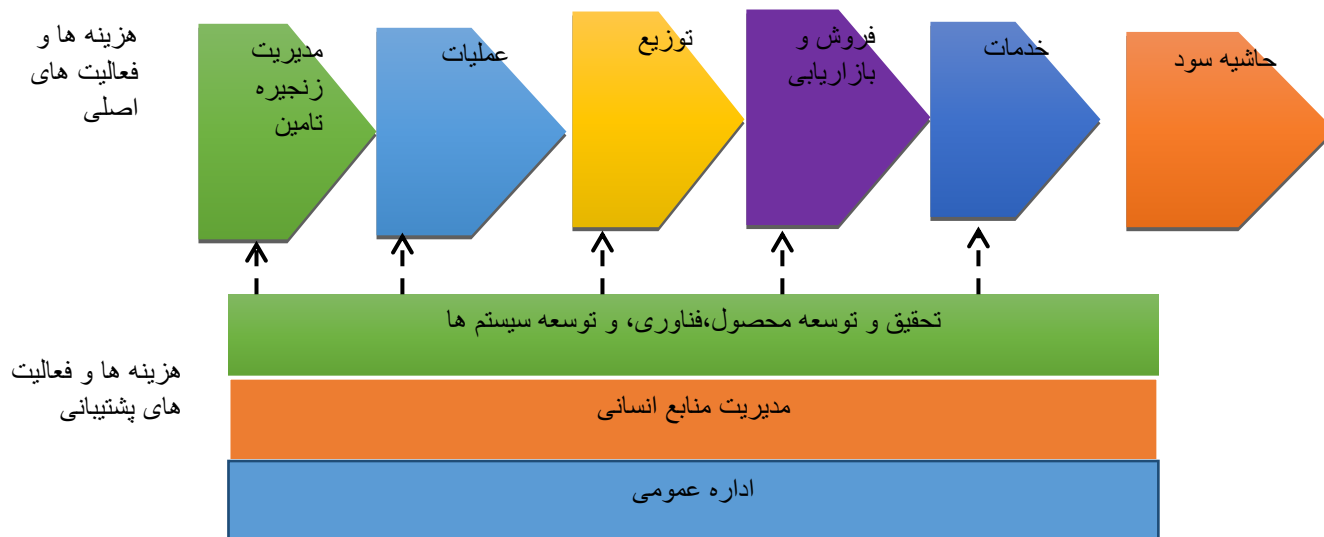 هزینه ها و
فعالیت های
اصلی
مدیریت
زنجیره
تامین
عملیات
توزیع
فروش و
بازاریابی
خدمات
حاشیه سود
تحقیق و توسعه محصول،فناوری، و توسعه سیستم ها
هزینه ها و فعالیت
های پشتیبانی
مدیریت منابع انسانی
اداره عمومی